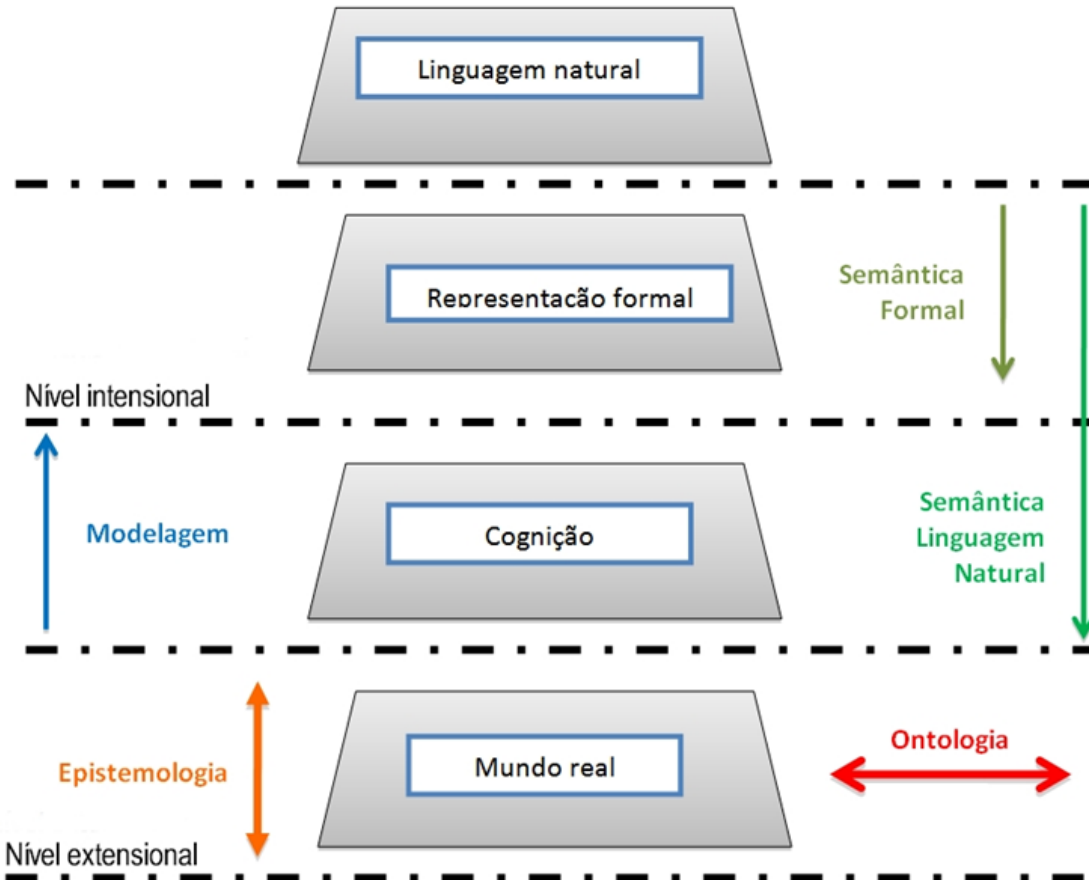 Linguagem natural
Representação formal
Semântica
Formal
Nível intensional
Modelagem
Cognição
Semântica
Linguagem
Natural
Epistemologia
Mundo real
Ontologia
Nível extensional